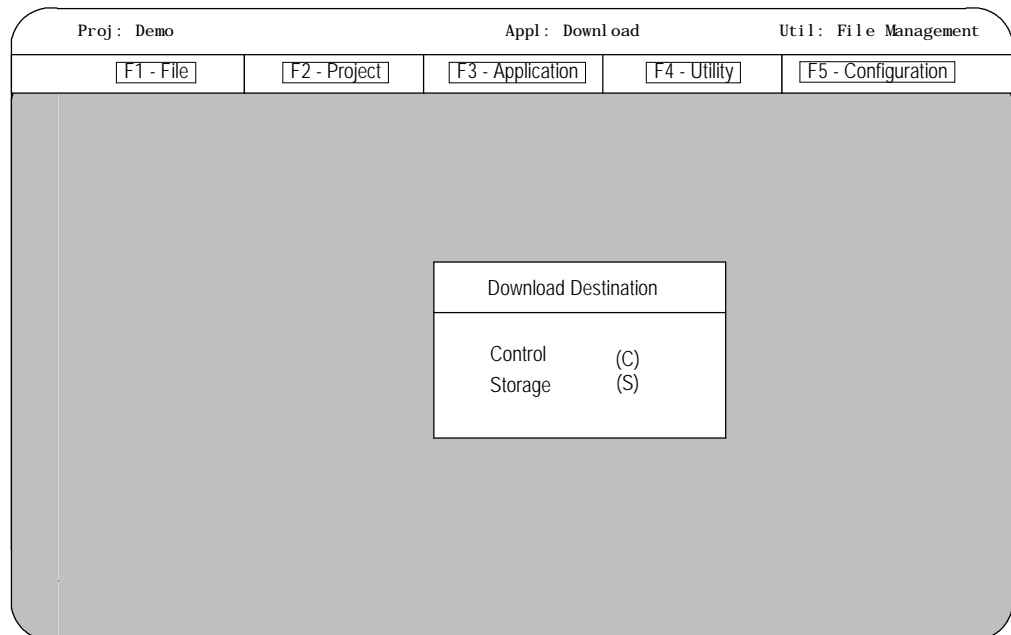 Proj: Demo Appl: Download Util: File Management
F1 - File F2 - Project F3 - Application F4 - Utility F5 - Configuration
Download Destination
Control (C)
Storage (S)